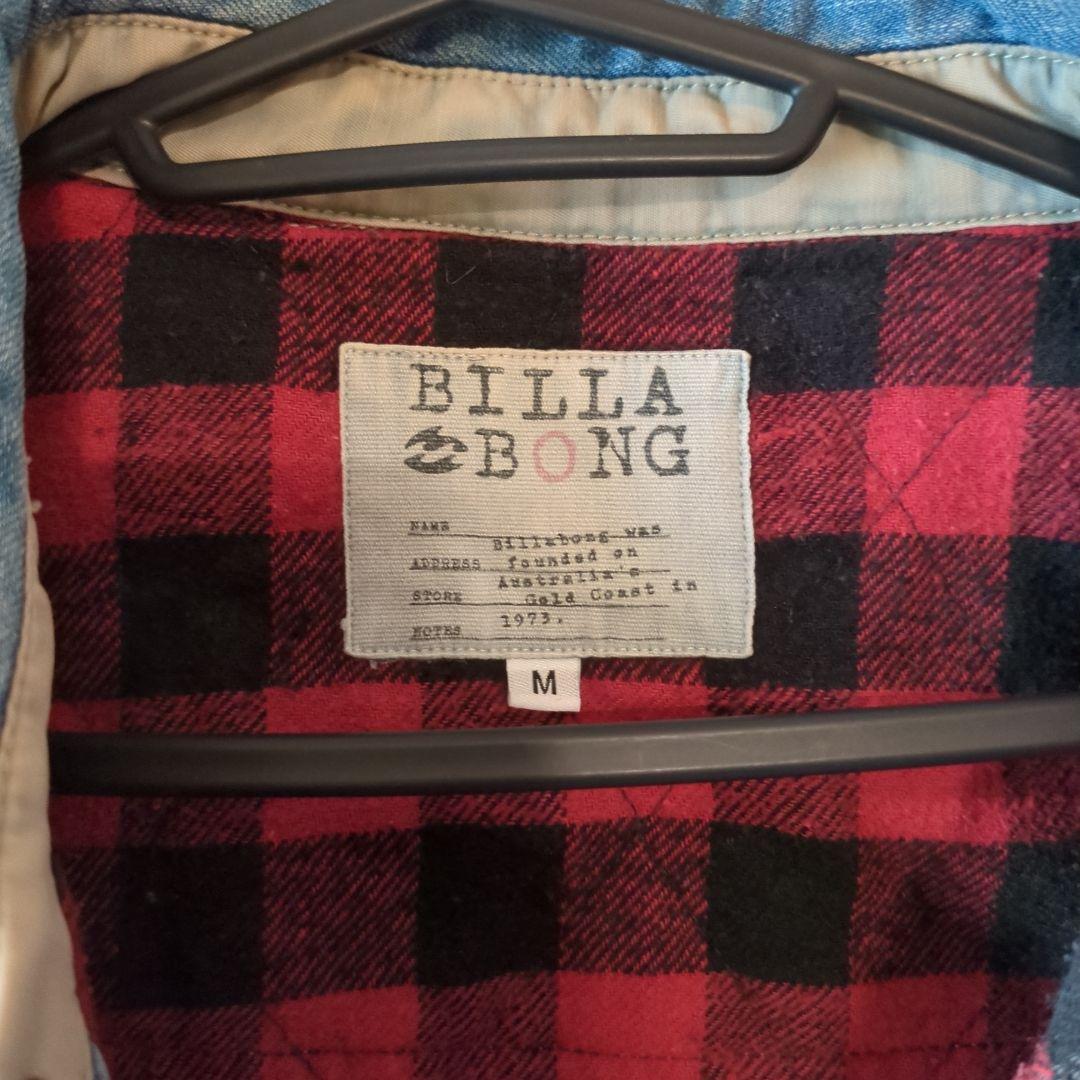 BILLA
BONG
NAME
Billabong was
ADDRESS founded on
Australia's
STORE Gold Coast in
NOTES 1973.
M